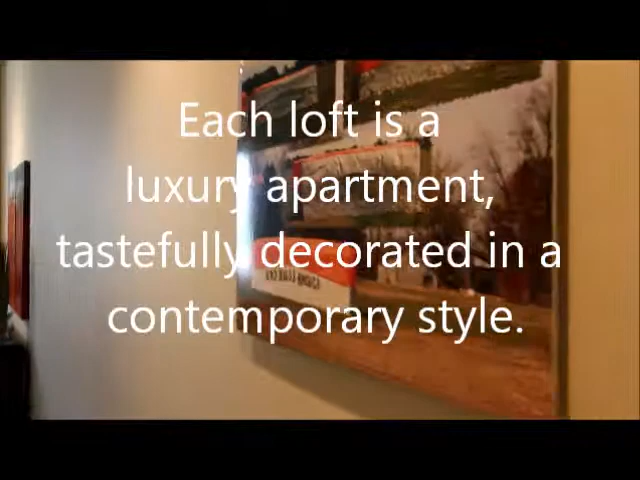 Each loft is a
luxury apartment,
tastefully decorated in a
contemporary style.